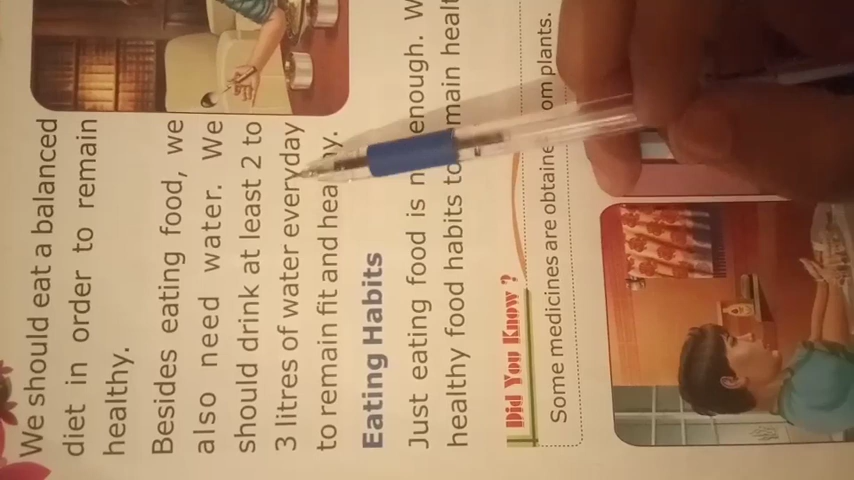 We should eat a balanced
diet in order to remain
healthy.
Besides eating food, we
also need water. We
should drink at least 2 to
3 litres of water everyday
to remain fit and hea hy.
Eating Habits
Just eating food is n enough. W
healthy food habits to main healt
Did You Know ?
Some medicines are obtaine om plants.